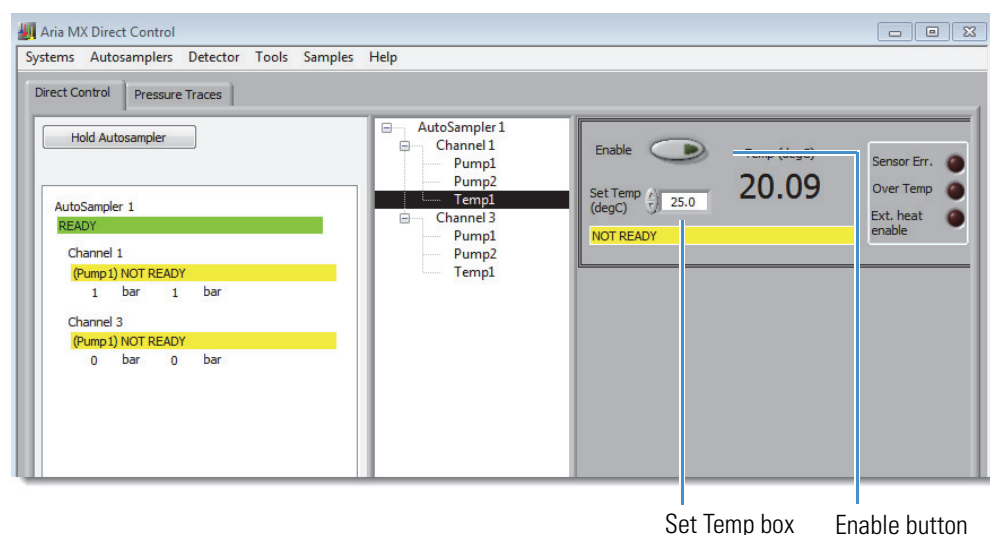 Aria MX Direct Control
Systems Autosamplers Detector Tools Samples Help
Direct Control Pressure Traces
Hold Autosampler
AutoSampler 1
READY
Channel 1
(Pump1) NOT READY
1 bar 1 bar
Channel 3
(Pump1) NOT READY
0 bar 0 bar
AutoSampler 1
Channel 1
Pump1
Pump2
Temp1
Channel 3
Pump1
Pump2
Temp1
Enable
Temp (degC)
20.09
Set Temp
(degC)
25.0
NOT READY
Sensor Err.
Over Temp
Ext. heat
enable
Set Temp box
Enable button